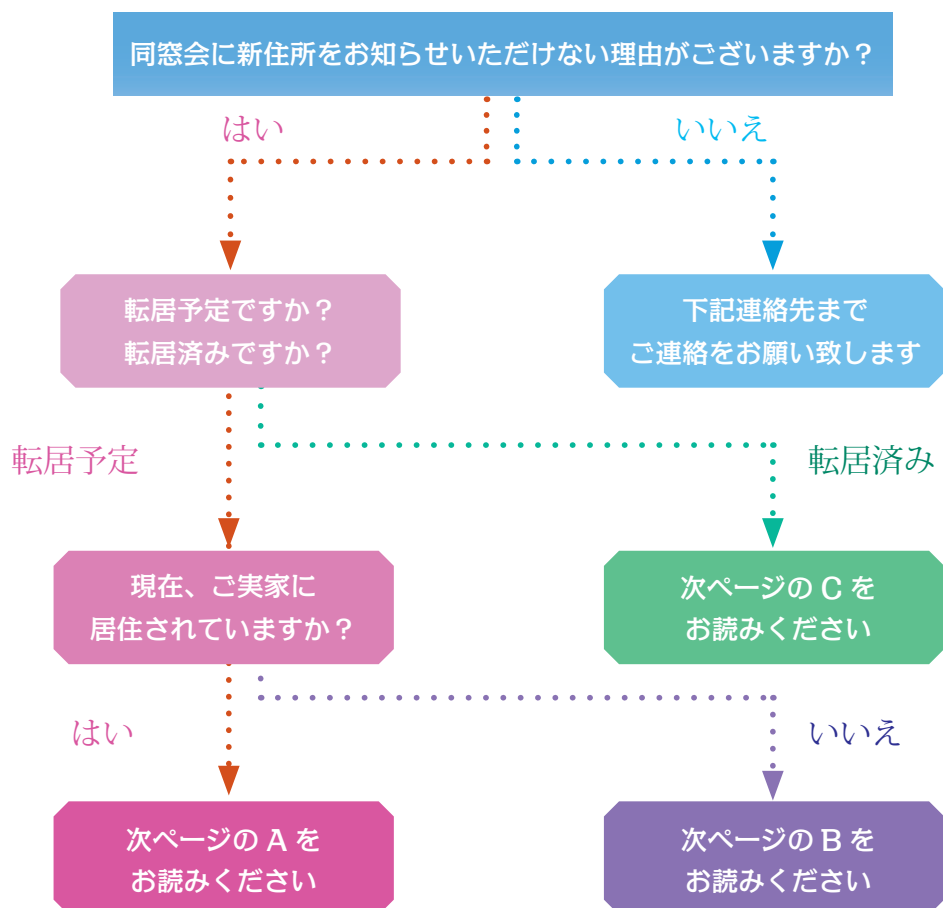 同窓会に新住所をお知らせいただけない理由がございますか？
はい
いいえ
転居予定ですか？
転居済みですか？
下記連絡先まで
ご連絡をお願い致します
転居予定
転居済み
現在、ご実家に
居住されていますか？
次ページの C を
お読みください
はい
いいえ
次ページの A を
お読みください
次ページの B を
お読みください